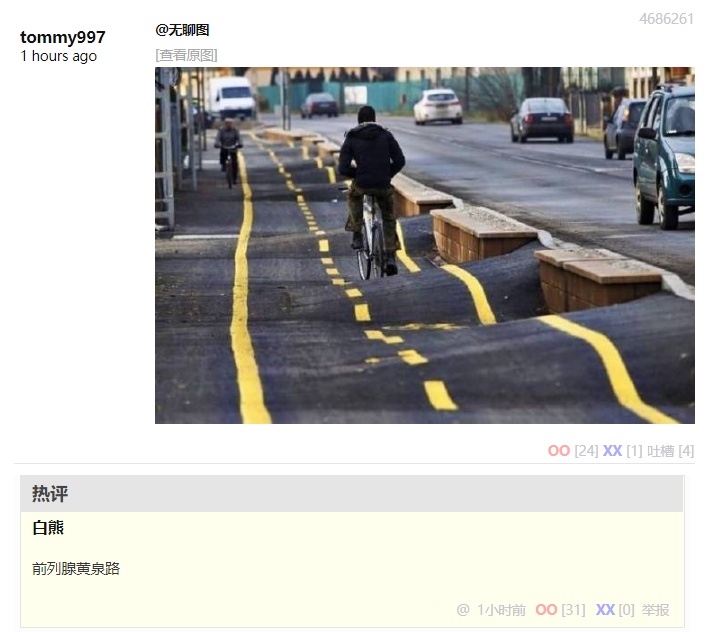 4686261
tommy997
1 hours ago
@无聊图
[查看原图]
OO [24] XX [1] 吐槽 [4]
热评
白熊
前列腺黄泉路
@ 1小时前 OO [31] XX [0] 举报